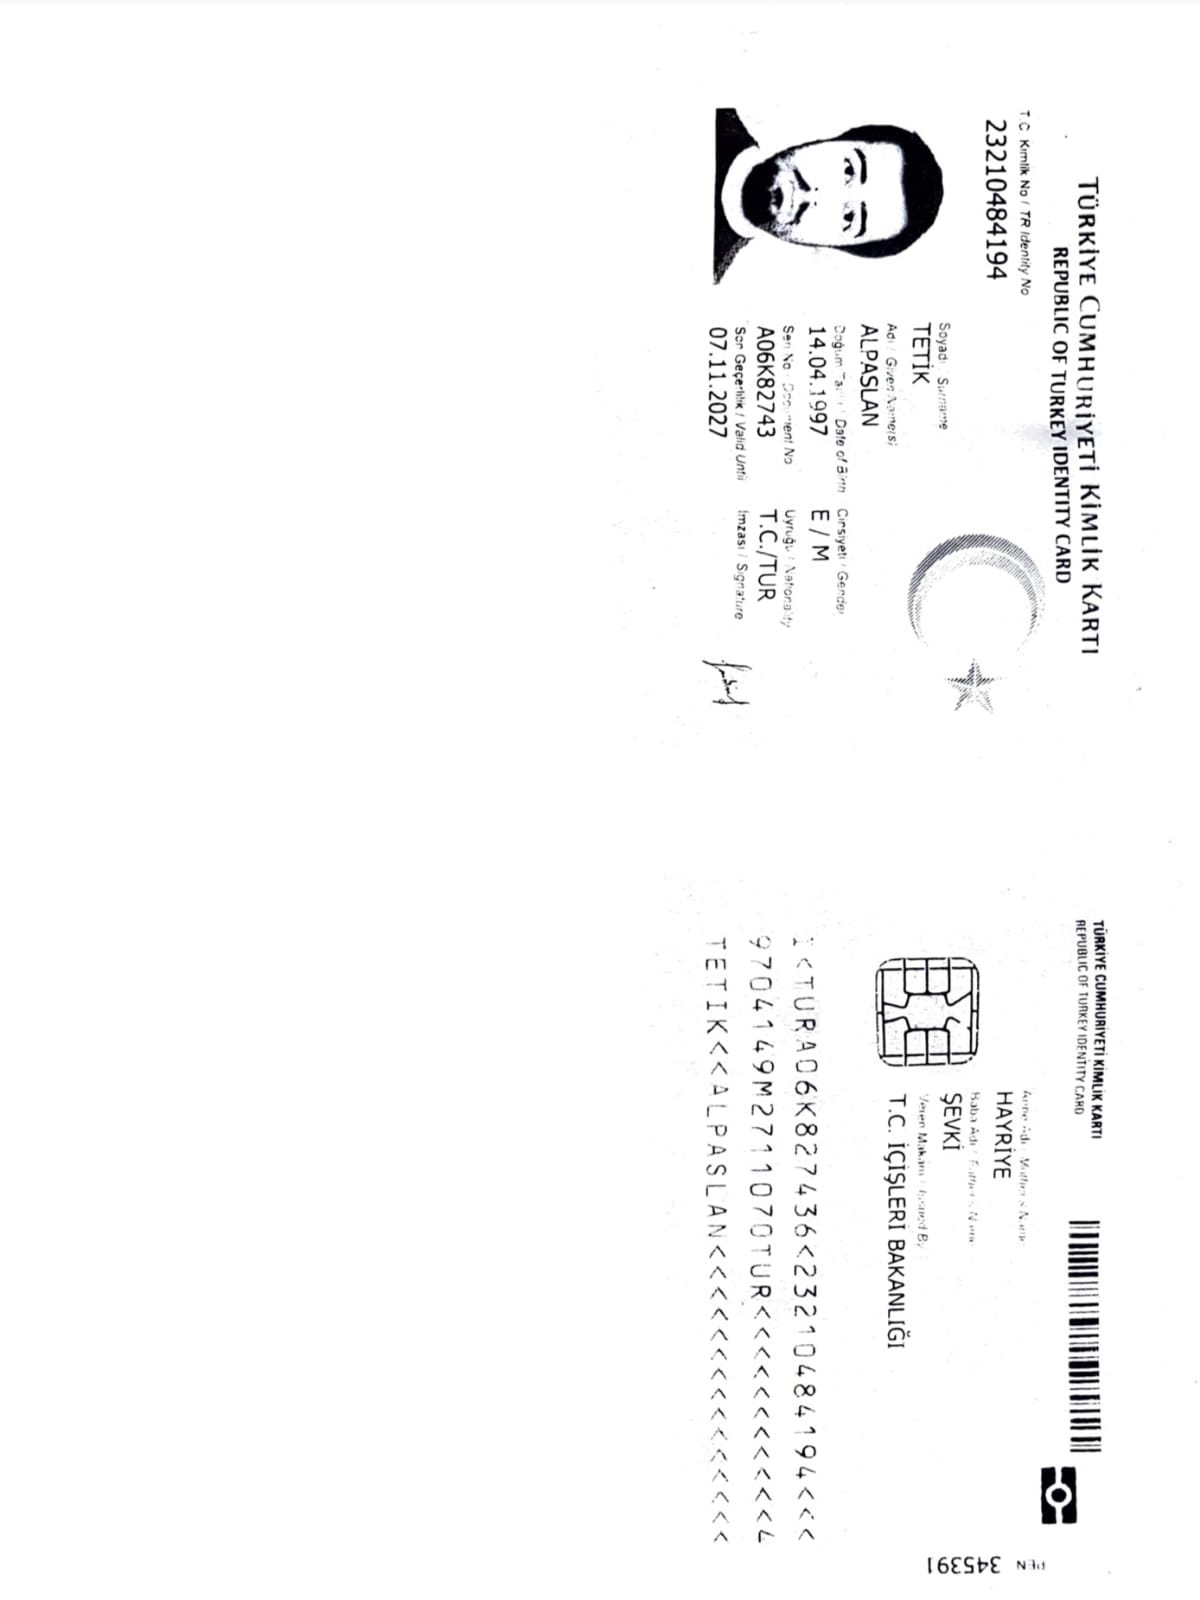 TÜRKİYE CUMHURİYETİ KİMLİK KARTI
REPUBLIC OF TURKEY IDENTITY CARD
T.C. Kimlik No / TR Identity No
23210484194
Soyadı / Surname
TETİK
Adı / Given Name(s)
ALPASLAN
Doğum Tarihi / Date of Birth Cinsiyeti / Gender
14.04.1997 E / M
Seri No / Document No Uyruğu / Nationality
A06K82743 T.C./TUR
Son Geçerlilik / Valid Until İmzası / Signature
07.11.2027
TÜRKİYE CUMHURİYETİ KİMLİK KARTI
REPUBLIC OF TURKEY IDENTITY CARD
Anne Adı / Mother's Name
HAYRİYE
Baba Adı / Father's Name
ŞEVKİ
Veren Makam / Issued By
T.C. İÇİŞLERİ BAKANLIĞI
I<TURA06K827436<23210484194<<<
9704149M2711070TUR<<<<<<<<<<<4
TETIK<<ALPASLAN<<<<<<<<<<<<<<<
345391